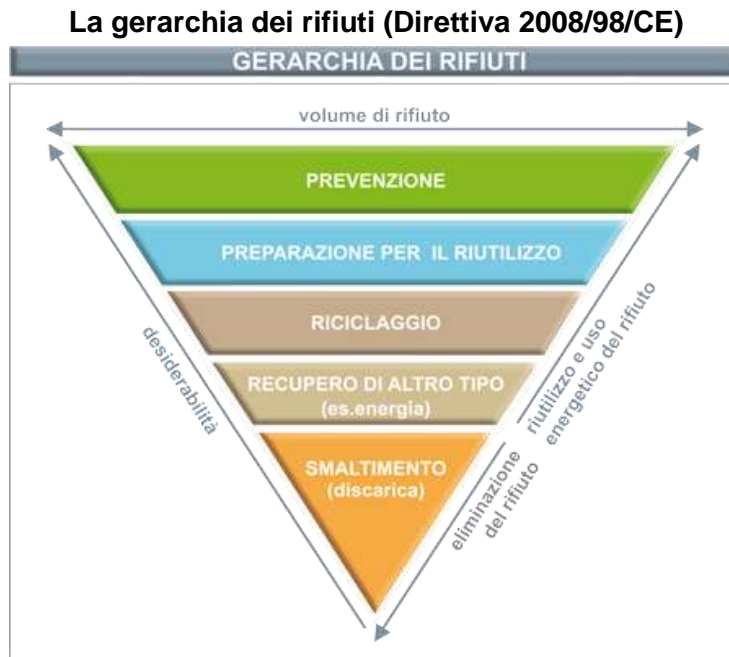 La gerarchia dei rifiuti (Direttiva 2008/98/CE)
GERARCHIA DEI RIFIUTI
volume di rifiuto
PREVENZIONE
PREPARAZIONE PER IL RIUTILIZZO
RICICLAGGIO
RECUPERO DI ALTRO TIPO
(es.energia)
SMALTIMENTO
(discarica)
desiderabilità
riutilizzo e uso
energetico del rifiuto
eliminazione
del rifiuto